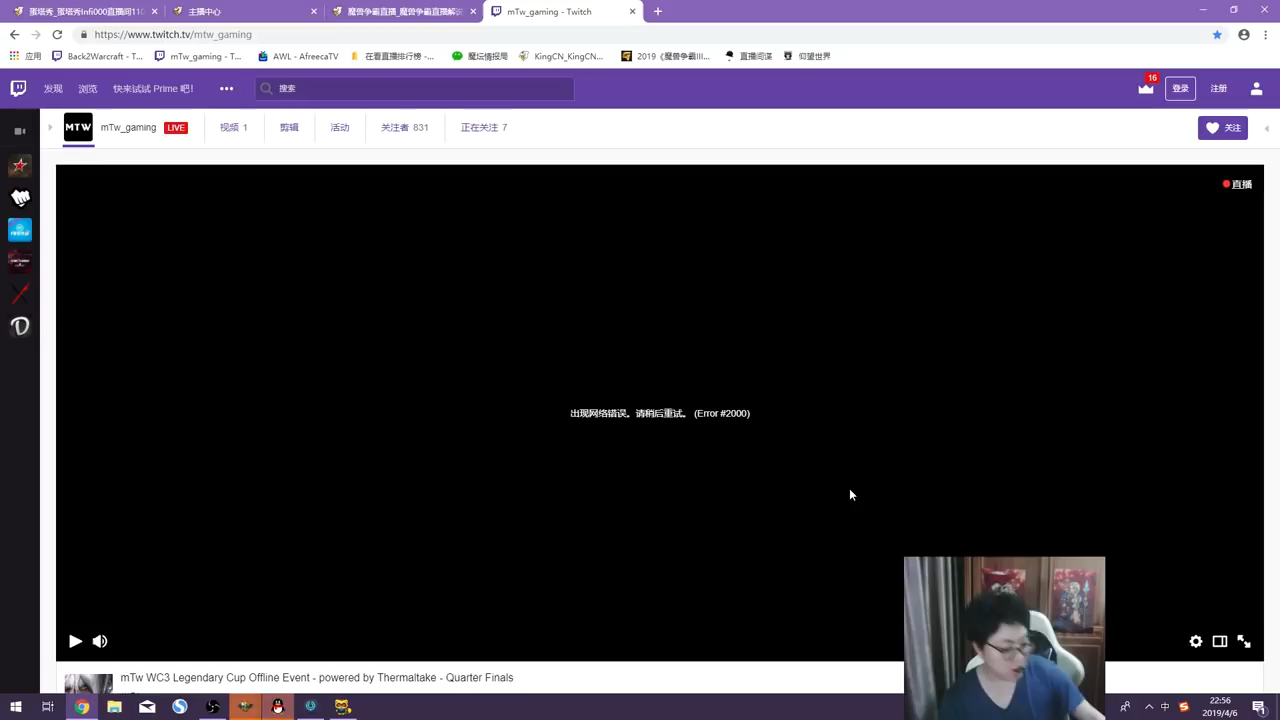 蛋塔秀_蛋塔秀lnfi6000直播间110
主播中心
魔兽争霸直播_魔兽争霸直播解说
mTw_gaming - Twitch
https://www.twitch.tv/mtw_gaming
应用
Back2Warcraft - T...
mTw_gaming - T...
AWL - AfreecaTV
在看直播排行榜 -...
魔坛情报局
KingCN_KingCN...
2019《魔兽争霸III...
直播间谍
仰望世界
发现
浏览
快来试试 Prime 吧!
搜索
16
登录
注册
MTW
mTw_gaming
LIVE
视频 1
剪辑
活动
关注者 831
正在关注 7
关注
直播
出现网络错误。请稍后重试。 (Error #2000)
mTw WC3 Legendary Cup Offline Event - powered by Thermaltake - Quarter Finals
中
22:56
2019/4/6
1